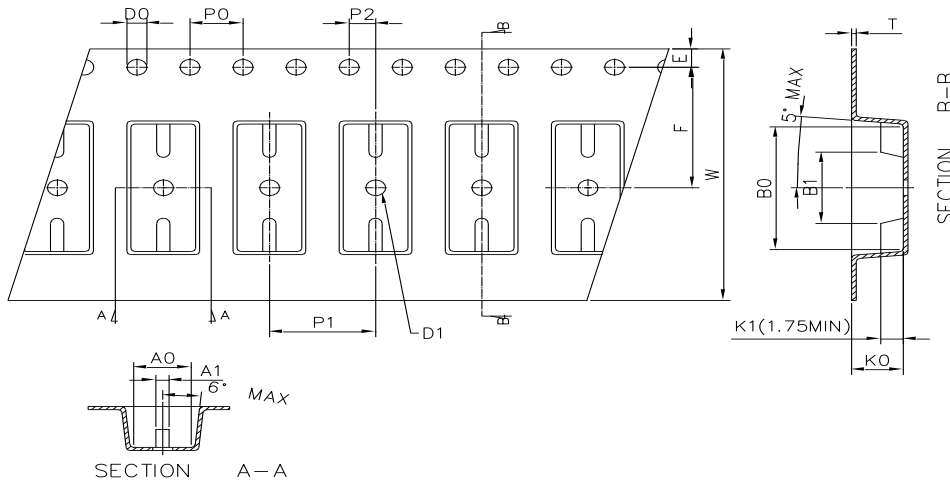 D0
P0
P2
B
E
T
5° MAX
F
W
B0
B1
SECTION B-B
A
A
P1
D1
B
K1(1.75MIN)
K0
A0
A1
6° MAX
SECTION A-A